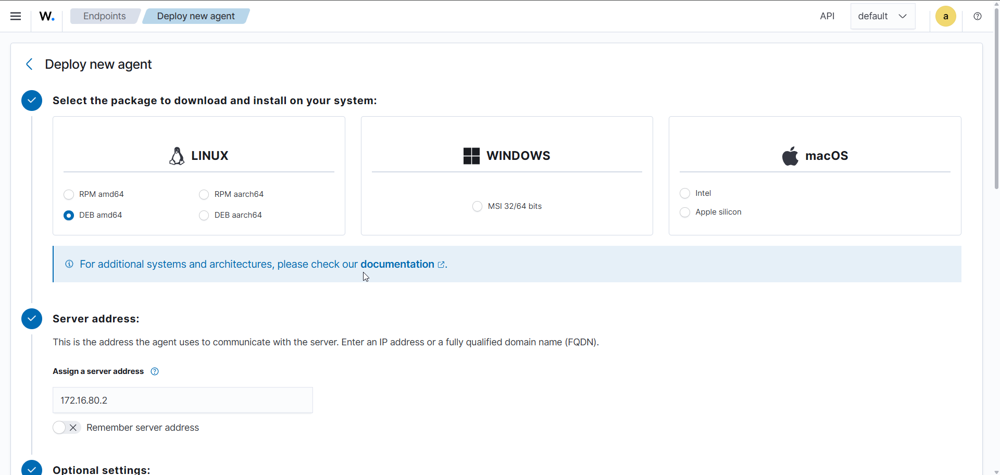 W.
Endpoints
Deploy new agent
API
default
a
Deploy new agent
Select the package to download and install on your system:
LINUX
RPM amd64
RPM aarch64
DEB amd64
DEB aarch64
WINDOWS
MSI 32/64 bits
macOS
Intel
Apple silicon
For additional systems and architectures, please check our documentation.
Server address:
This is the address the agent uses to communicate with the server. Enter an IP address or a fully qualified domain name (FQDN).
Assign a server address
172.16.80.2
Remember server address
Optional settings: